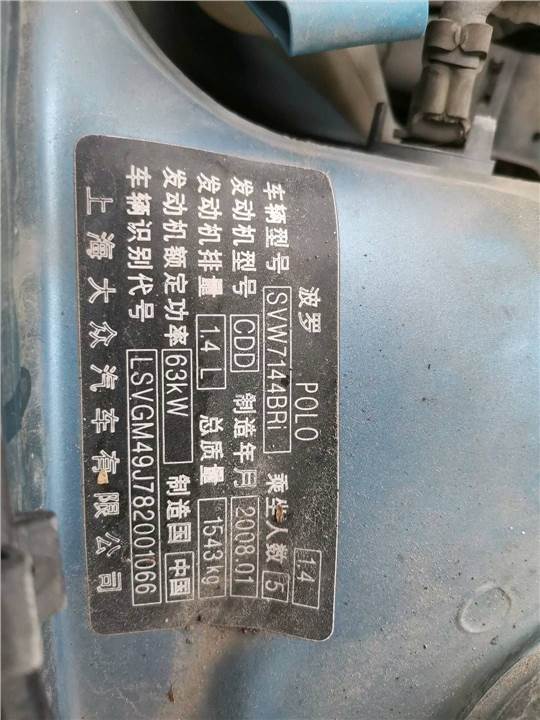 波罗 POLO 1.4
车辆型号 SVW7144BRi 乘坐人数 5
发动机型号 CDD 制造年月 2008.01
发动机排量 1.4 L 总质量 1543kg
发动机额定功率 63kW 制造国 中国
车辆识别代号 LSVGM49J782001066
上海大众汽车有限公司